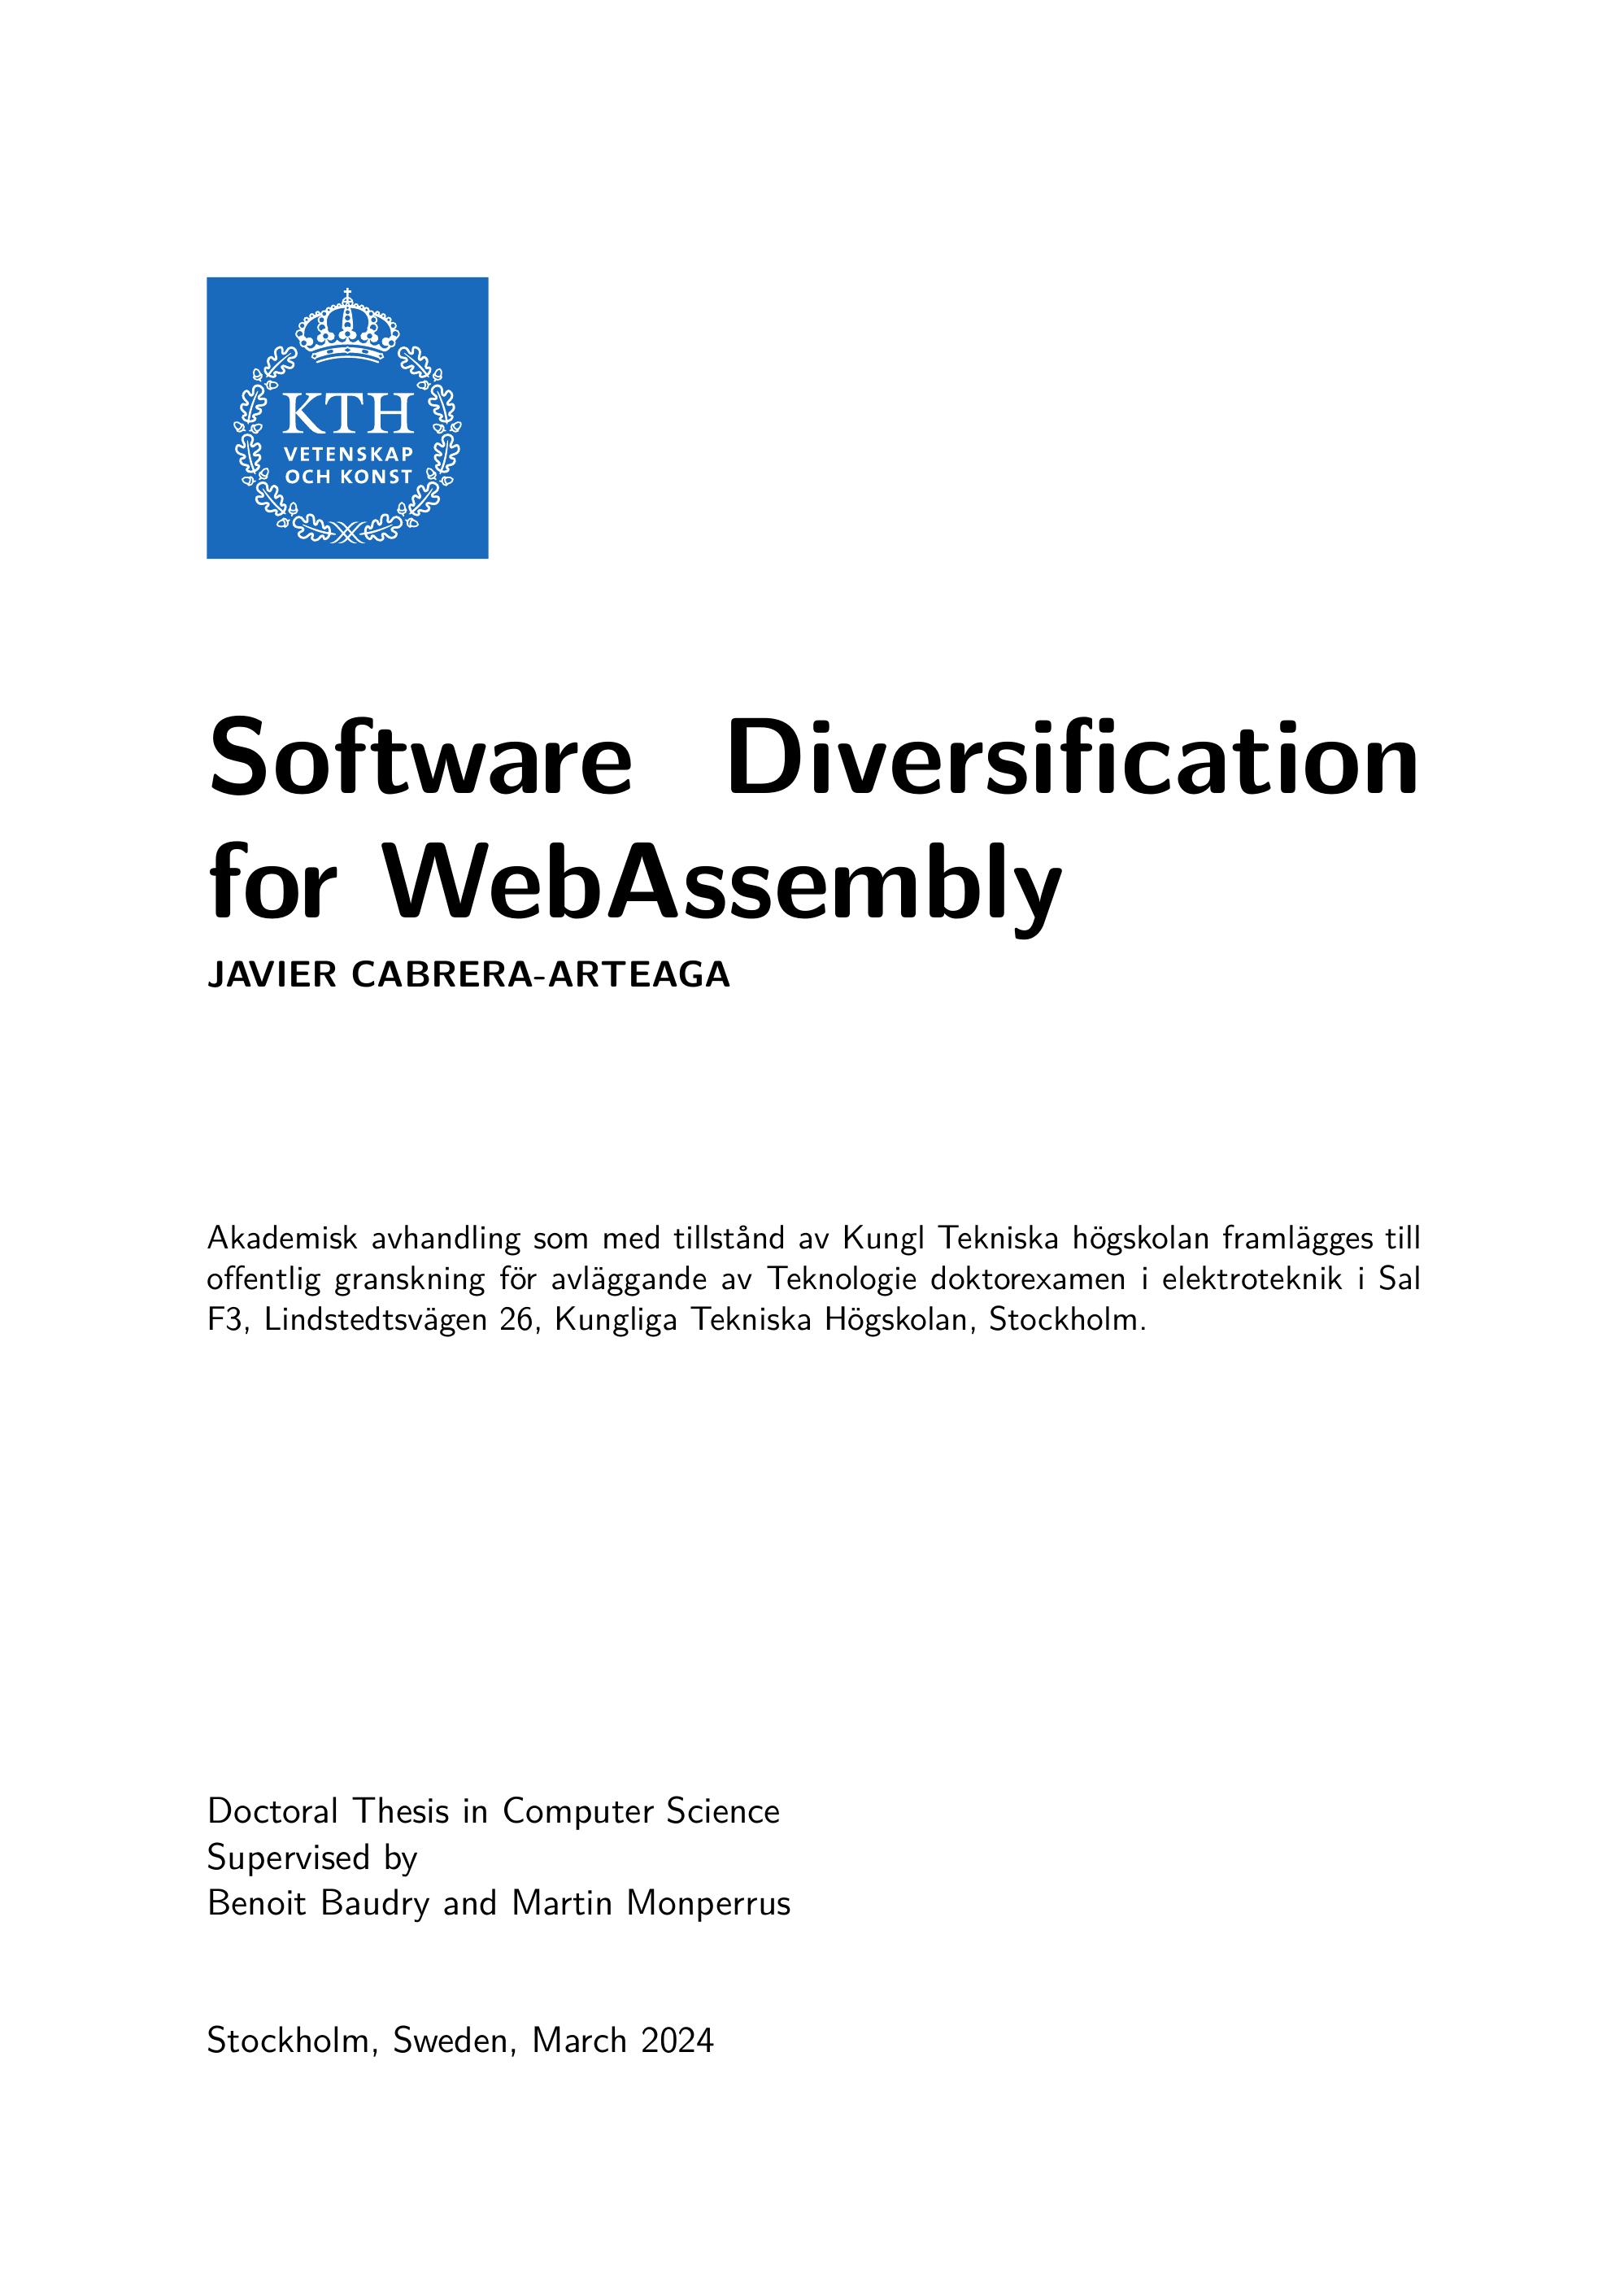 KTH
VETENSKAP
OCH KONST
Software Diversification
for WebAssembly
JAVIER CABRERA-ARTEAGA
Akademisk avhandling som med tillstånd av Kungl Tekniska högskolan framlägges till
offentlig granskning för avläggande av Teknologie doktorexamen i elektroteknik i Sal
F3, Lindstedtsvägen 26, Kungliga Tekniska Högskolan, Stockholm.
Doctoral Thesis in Computer Science
Supervised by
Benoit Baudry and Martin Monperrus
Stockholm, Sweden, March 2024